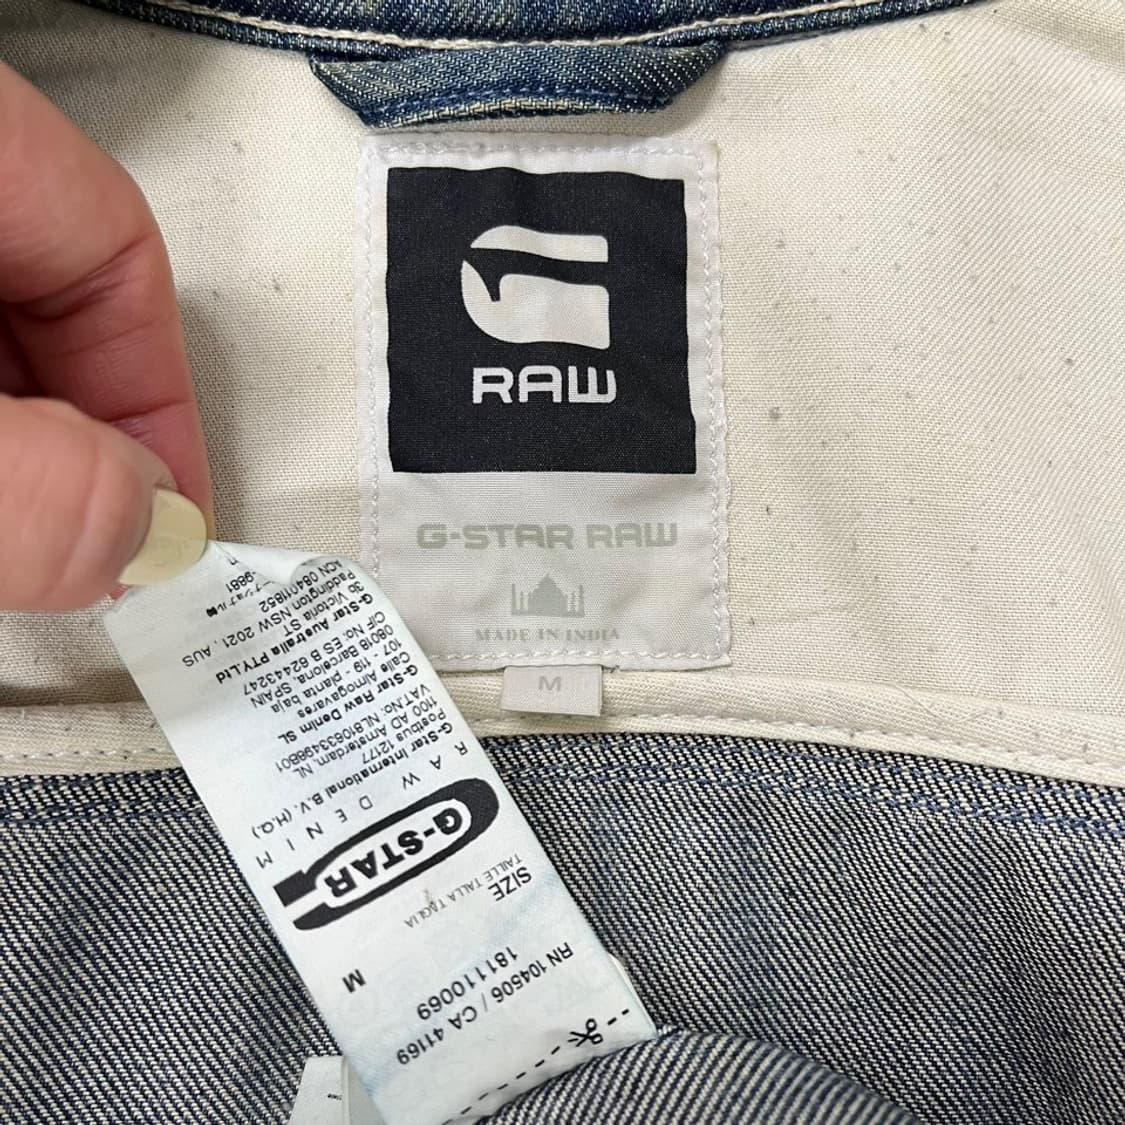 RAW
G-STAR RAW
MADE IN INDIA
M
RN 104506 / CA 41169
181110069
SIZE
TAILLE TALLA TAGLIA
M
G-STAR
RAW DENIM
G-Star International B.V. (H.Q.)
Postbus 12177
1100 AD Amsterdam, NL
VAT.No: NL810633498B01
G-Star Raw Denim SL
Calle Almogavares
107 - 119 - planta baja
08018 Barcelona, SPAIN
CIF No: ES B 62443247
G-Star Australia PTY.Ltd
3b Victoria ST
Paddington NSW 2021, AUS
ACN 084011852